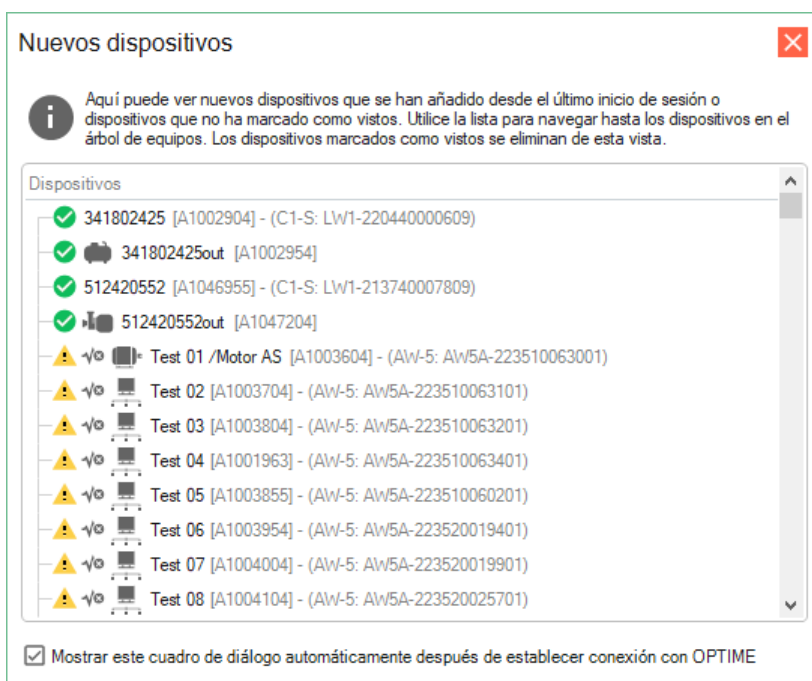 Nuevos dispositivos
Aquí puede ver nuevos dispositivos que se han añadido desde el último inicio de sesión o
dispositivos que no ha marcado como vistos. Utilice la lista para navegar hasta los dispositivos en el
árbol de equipos. Los dispositivos marcados como vistos se eliminan de esta vista.
Dispositivos
341802425 [A1002904] - (C1-S: LW1-220440000609)
341802425out [A1002954]
512420552 [A1046955] - (C1-S: LW1-213740007809)
512420552out [A1047204]
Test 01 /Motor AS [A1003604] - (AW-5: AW5A-223510063001)
Test 02 [A1003704] - (AW-5: AW5A-223510063101)
Test 03 [A1003804] - (AW-5: AW5A-223510063201)
Test 04 [A1001963] - (AW-5: AW5A-223510063401)
Test 05 [A1003855] - (AW-5: AW5A-223510060201)
Test 06 [A1003954] - (AW-5: AW5A-223520019401)
Test 07 [A1004004] - (AW-5: AW5A-223520019901)
Test 08 [A1004104] - (AW-5: AW5A-223520025701)
Mostrar este cuadro de diálogo automáticamente después de establecer conexión con OPTIME